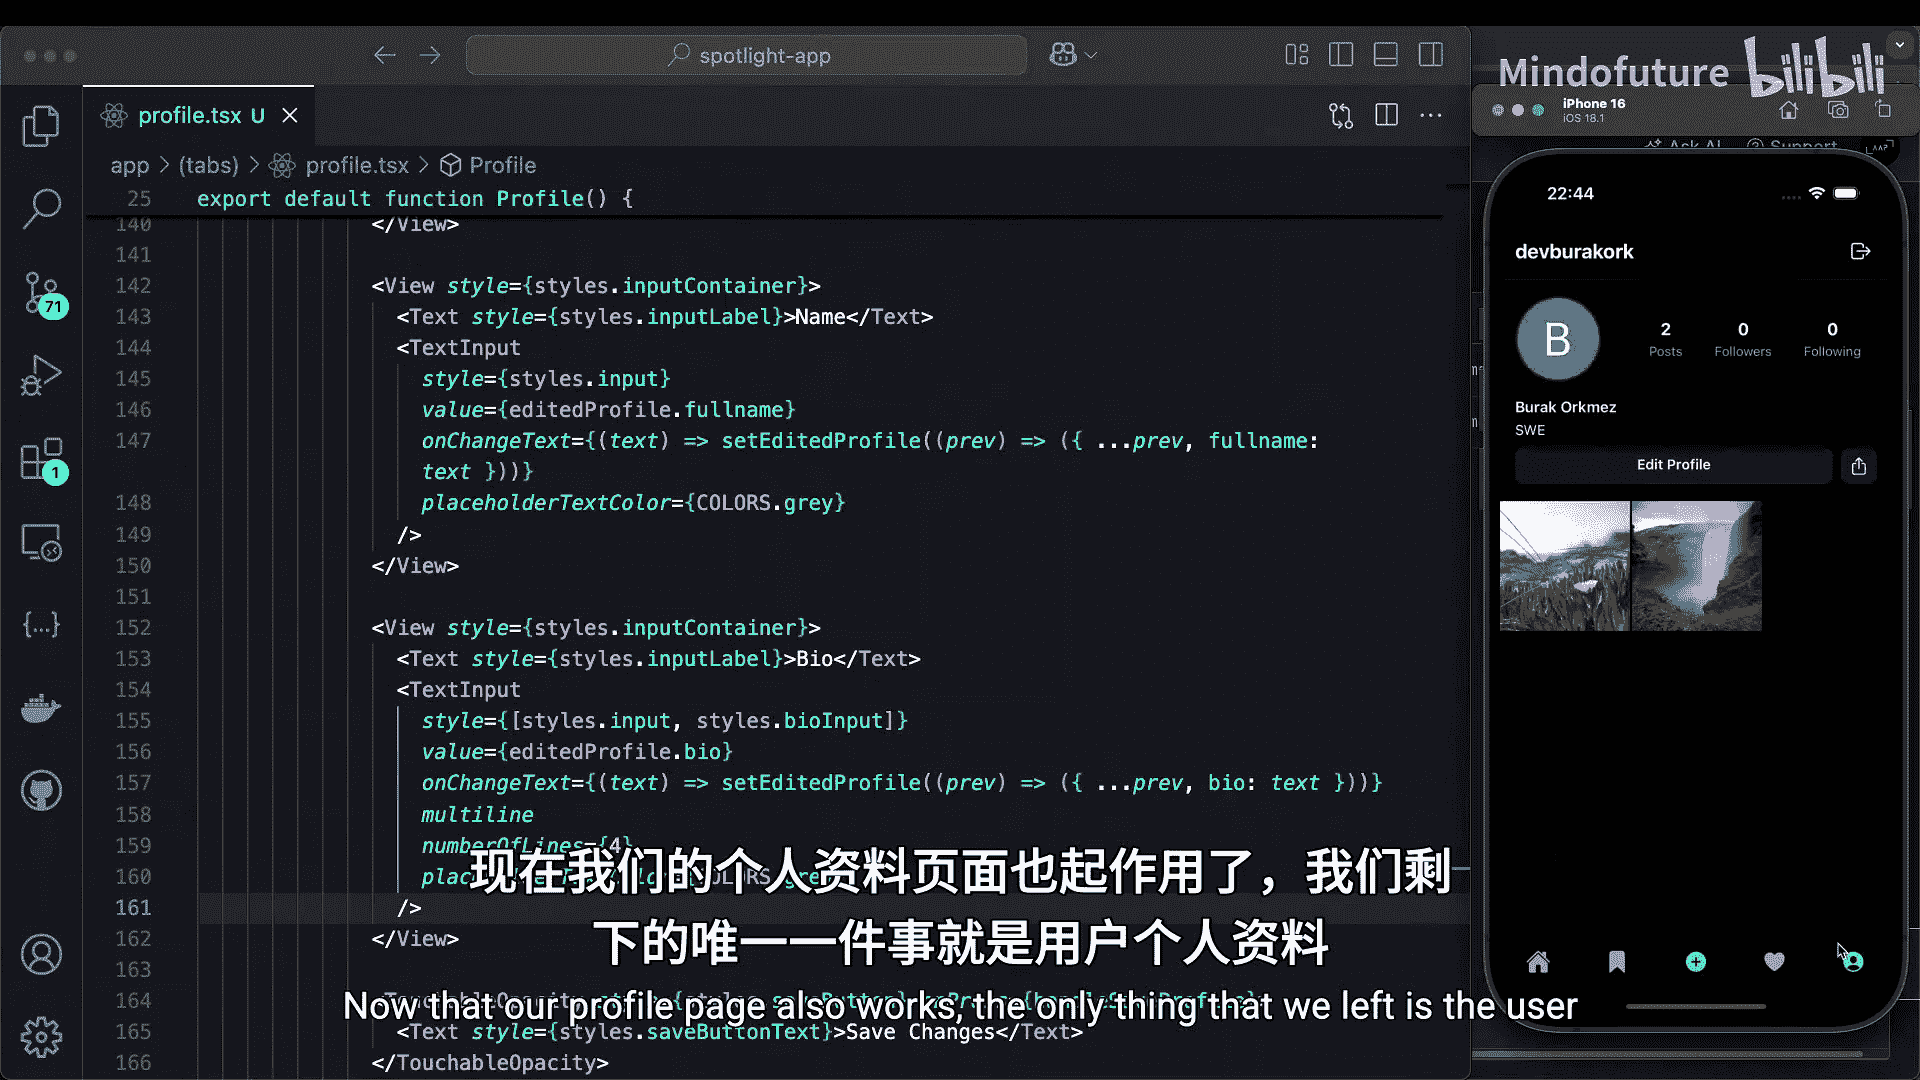 spotlight-app
Mindofuture bilibili
profile.tsx U
iPhone 16
iOS 18.1
Ask AI Support
app > (tabs) > profile.tsx > Profile
25 export default function Profile() {
140 </View>
141
142 <View style={styles.inputContainer}>
143 <Text style={styles.inputLabel}>Name</Text>
144 <TextInput
145 style={styles.input}
146 value={editedProfile.fullname}
147 onChangeText={(text) => setEditedProfile((prev) => ({ ...prev, fullname:
text }))}
148 placeholderTextColor={COLORS.grey}
149 />
150 </View>
151
152 <View style={styles.inputContainer}>
153 <Text style={styles.inputLabel}>Bio</Text>
154 <TextInput
155 style={[styles.input, styles.bioInput]}
156 value={editedProfile.bio}
157 onChangeText={(text) => setEditedProfile((prev) => ({ ...prev, bio: text }))}
158 multiline
159 numberOfLines={4}
160
161 />
162 </View>
163
164
165 <Text style={styles.saveButtonText}>Save Changes</Text>
166 </TouchableOpacity>
71
1
22:44
devburakork
B
2 0 0
Posts Followers Following
Burak Orkmez
SWE
Edit Profile
现在我们的个人资料页面也起作用了，我们剩
下的唯一一件事就是用户个人资料
Now that our profile page also works, the only thing that we left is the user